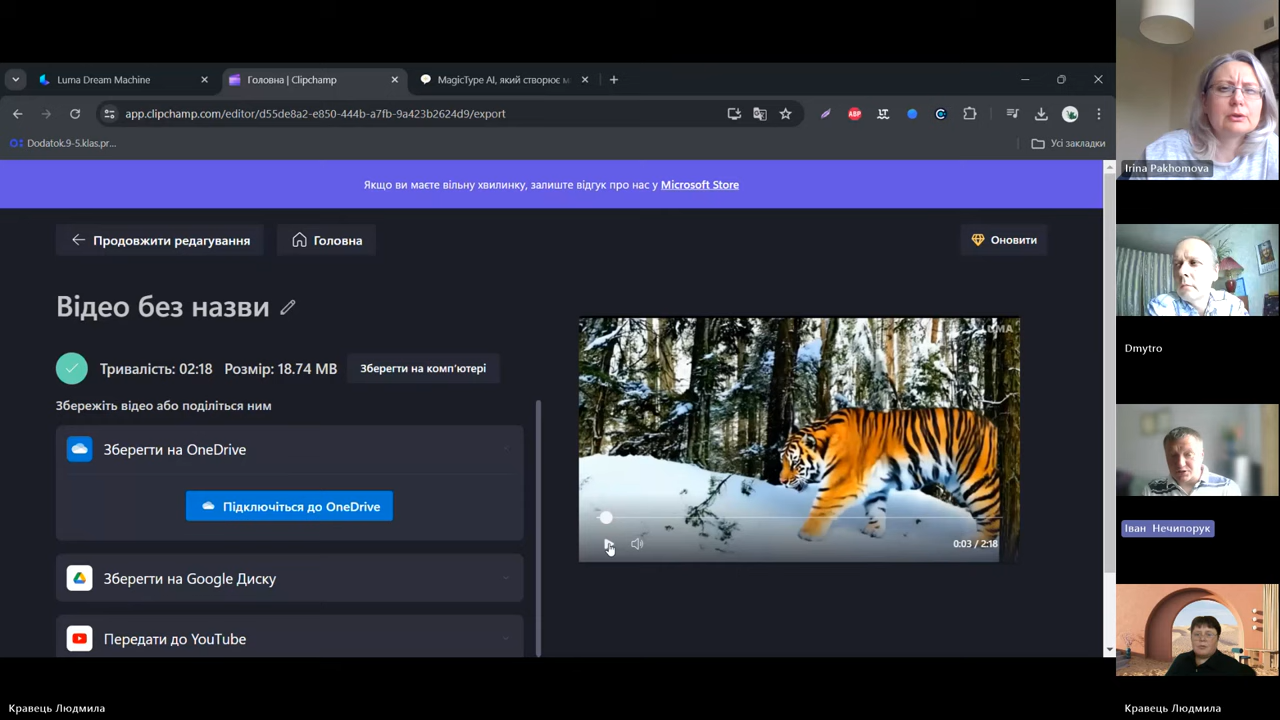 Luma Dream Machine
Головна | Clipchamp
MagicType AI, який створює м
app.clipchamp.com/editor/d55de8a2-e850-444b-a7fb-9a423b2624d9/export
ABP
Dodatok.9-5.klas.pr...
Усі закладки
Якщо ви маєте вільну хвилинку, залиште відгук про нас у Microsoft Store
Продовжити редагування
Головна
Оновити
Відео без назви
Тривалість: 02:18 Розмір: 18.74 MB
Зберегти на комп'ютері
Збережіть відео або поділіться ним
Зберегти на OneDrive
Підключіться до OneDrive
Зберегти на Google Диску
Передати до YouTube
LUMA
0:03 / 2:18
Irina Pakhomova
Dmytro
Іван Нечипорук
Кравець Людмила
Кравець Людмила